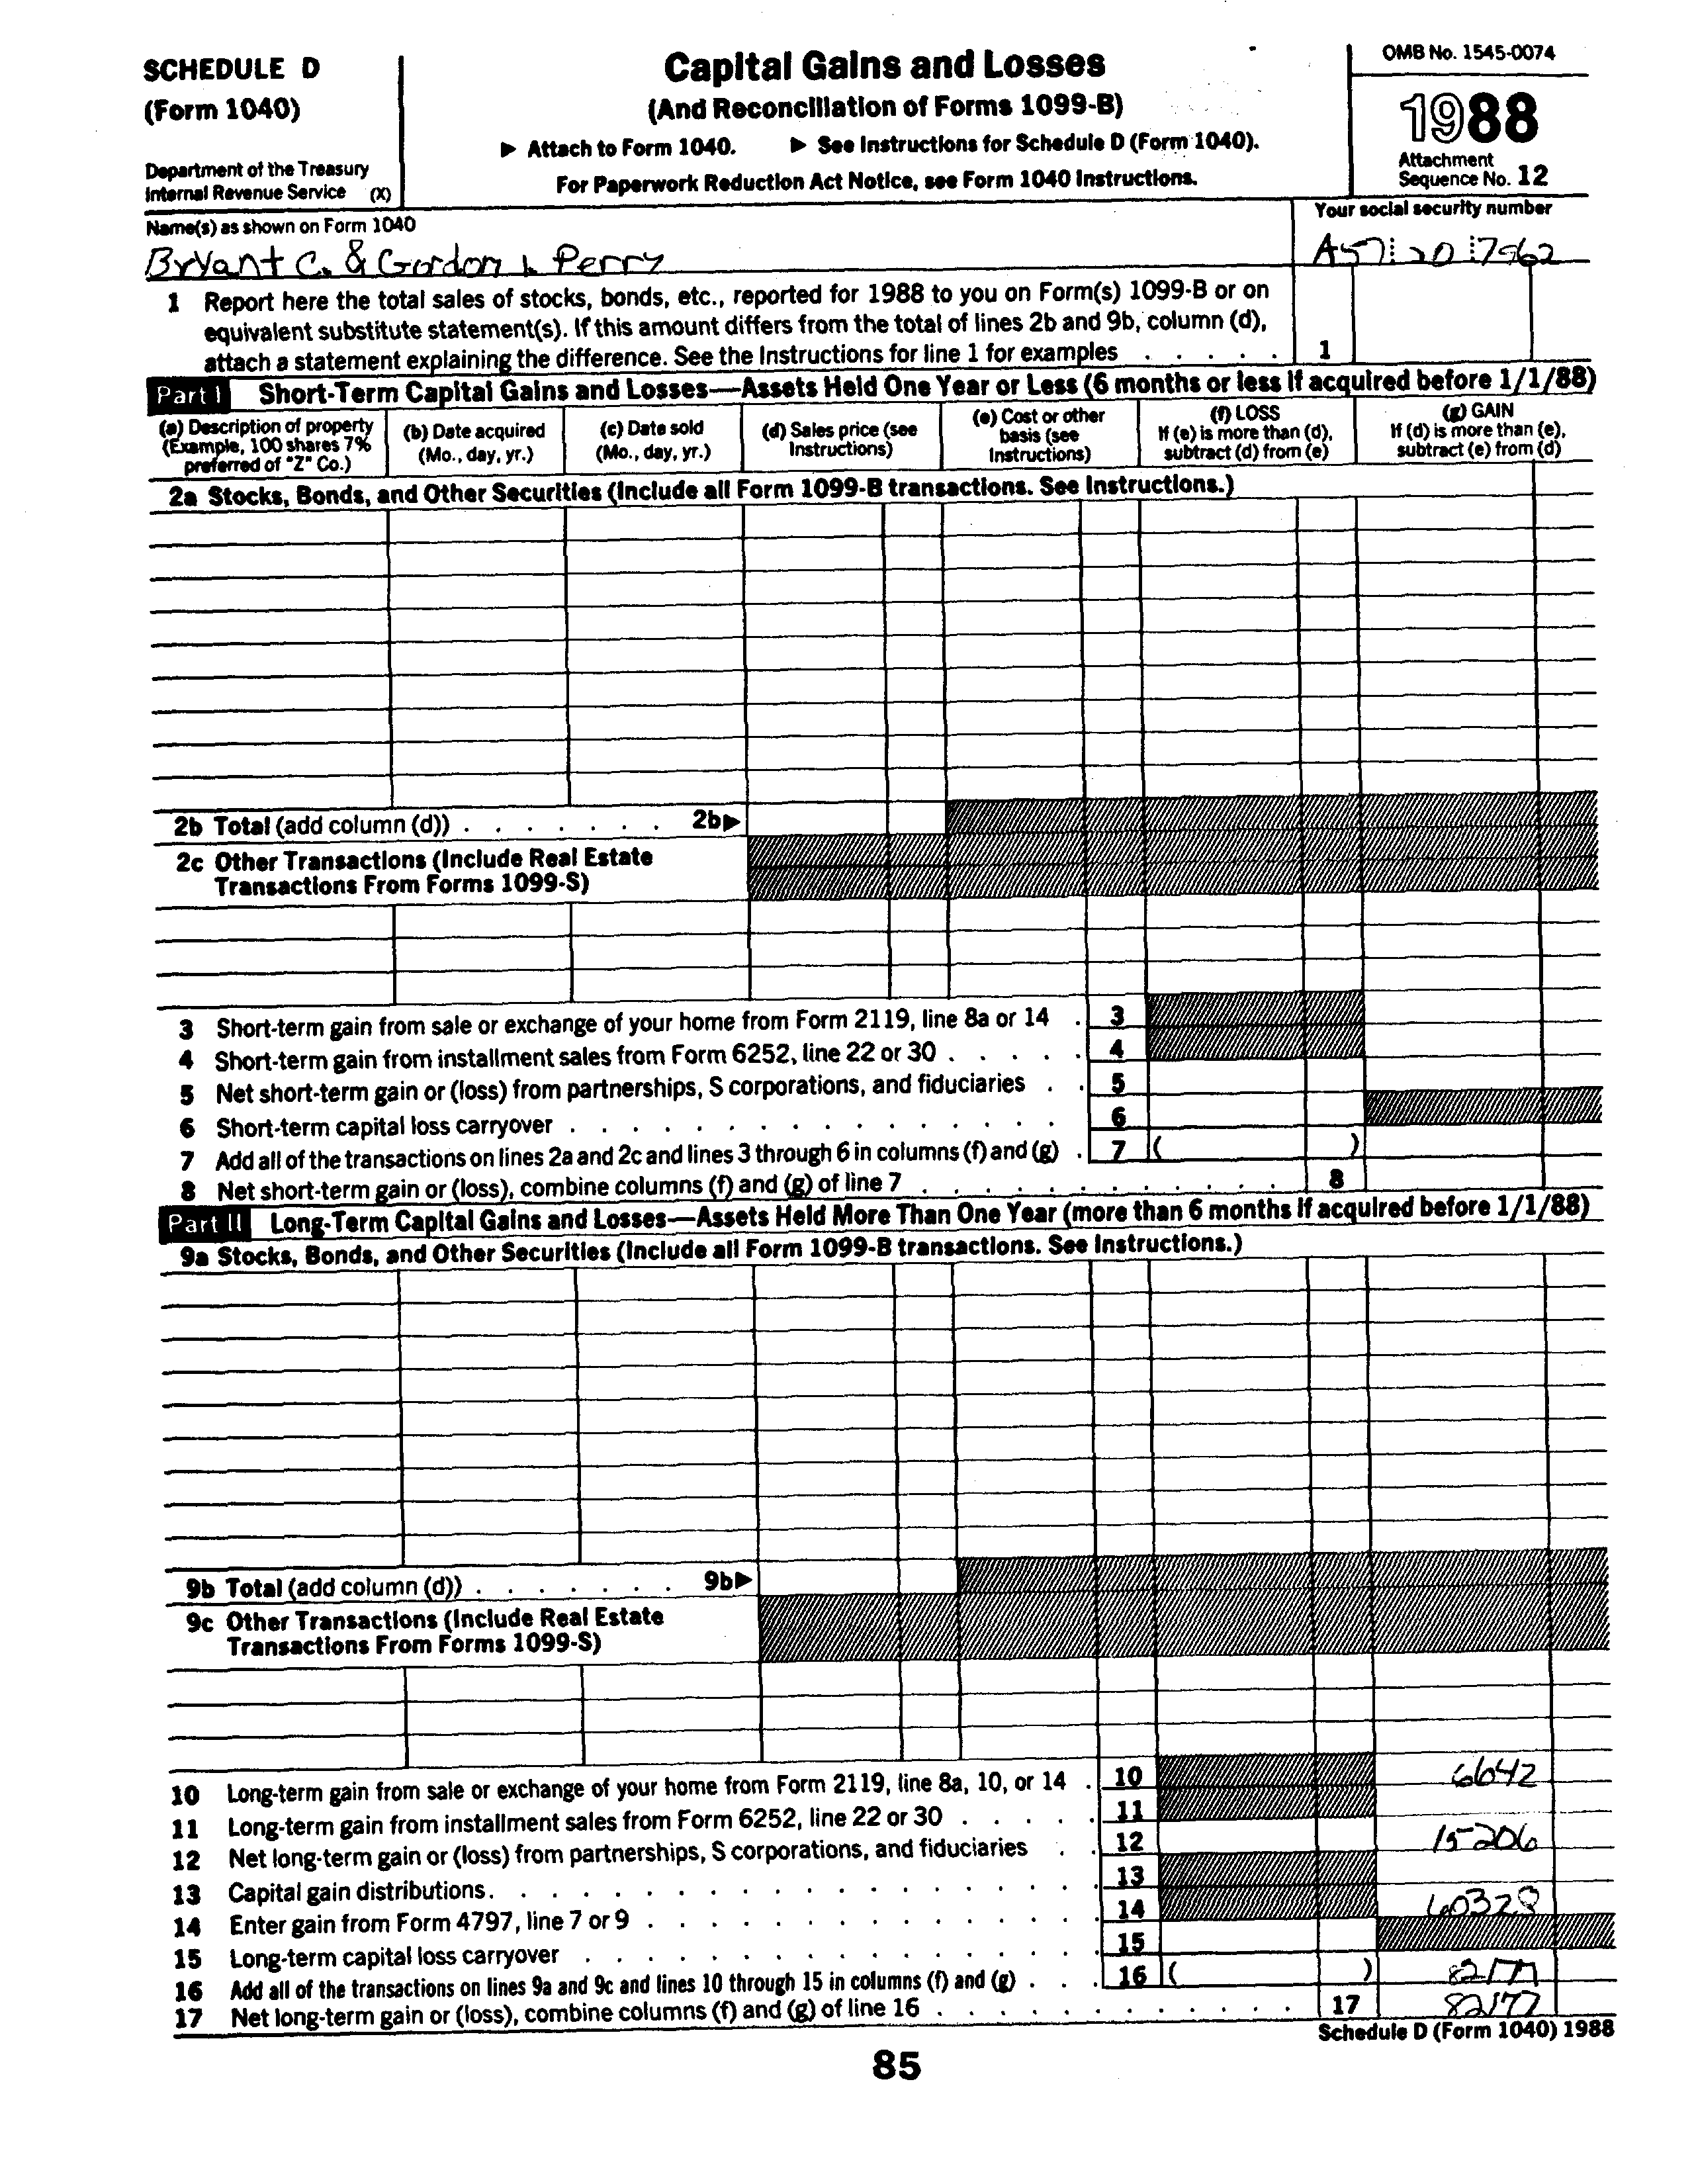 SCHEDULE D
(Form 1040)
Department of the Treasury
Internal Revenue Service (X)
Capital Gains and Losses
(And Reconciliation of Forms 1099-B)
▶ Attach to Form 1040. ▶ See Instructions for Schedule D (Form 1040).
For Paperwork Reduction Act Notice, see Form 1040 Instructions.
OMB No. 1545-0074
1988
Attachment
Sequence No. 12
Name(s) as shown on Form 1040
Bryant C. & Gordon L. Perry
Your social security number
A57 20 7962
1 Report here the total sales of stocks, bonds, etc., reported for 1988 to you on Form(s) 1099-B or on
equivalent substitute statement(s). If this amount differs from the total of lines 2b and 9b, column (d),
attach a statement explaining the difference. See the Instructions for line 1 for examples . . . . . 1
Part I Short-Term Capital Gains and Losses—Assets Held One Year or Less (6 months or less if acquired before 1/1/88)
(a) Description of property
(Example, 100 shares 7%
preferred of "Z" Co.)
(b) Date acquired
(Mo., day, yr.)
(c) Date sold
(Mo., day, yr.)
(d) Sales price (see
Instructions)
(e) Cost or other
basis (see
Instructions)
(f) LOSS
If (e) is more than (d),
subtract (d) from (e)
(g) GAIN
If (d) is more than (e),
subtract (e) from (d)
2a Stocks, Bonds, and Other Securities (Include all Form 1099-B transactions. See Instructions.)
2b Total (add column (d)) . . . . . . . 2b▶
2c Other Transactions (Include Real Estate
Transactions From Forms 1099-S)
3 Short-term gain from sale or exchange of your home from Form 2119, line 8a or 14 . 3
4 Short-term gain from installment sales from Form 6252, line 22 or 30 . . . . . 4
5 Net short-term gain or (loss) from partnerships, S corporations, and fiduciaries . . 5
6 Short-term capital loss carryover . . . . . . . . . . . . . . . . 6
7 Add all of the transactions on lines 2a and 2c and lines 3 through 6 in columns (f) and (g) . 7 ( )
8 Net short-term gain or (loss), combine columns (f) and (g) of line 7 . . . . . . . . . . . . 8
Part II Long-Term Capital Gains and Losses—Assets Held More Than One Year (more than 6 months if acquired before 1/1/88)
9a Stocks, Bonds, and Other Securities (Include all Form 1099-B transactions. See Instructions.)
9b Total (add column (d)) . . . . . . . 9b▶
9c Other Transactions (Include Real Estate
Transactions From Forms 1099-S)
10 Long-term gain from sale or exchange of your home from Form 2119, line 8a, 10, or 14 . 10 6642
11 Long-term gain from installment sales from Form 6252, line 22 or 30 . . . . . 11
12 Net long-term gain or (loss) from partnerships, S corporations, and fiduciaries . . 12 15206
13 Capital gain distributions. . . . . . . . . . . . . . . . . . . 13
14 Enter gain from Form 4797, line 7 or 9 . . . . . . . . . . . . . . 14 60329
15 Long-term capital loss carryover . . . . . . . . . . . . . . . . 15
16 Add all of the transactions on lines 9a and 9c and lines 10 through 15 in columns (f) and (g) . . . 16 ( ) 82177
17 Net long-term gain or (loss), combine columns (f) and (g) of line 16 . . . . . . . . . . . . 17 82177
Schedule D (Form 1040) 1988
85